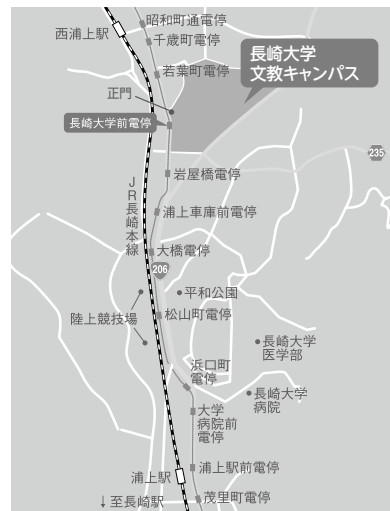 昭和町通電停
西浦上駅
千歳町電停
長崎大学
文教キャンパス
若葉町電停
正門
長崎大学前電停
235
岩屋橋電停
JR長崎本線
浦上車庫前電停
大橋電停
206
平和公園
陸上競技場
松山町電停
長崎大学
医学部
浜口町
電停
長崎大学
病院
大学
病院前
電停
浦上駅
浦上駅前電停
↓至長崎駅
茂里町電停